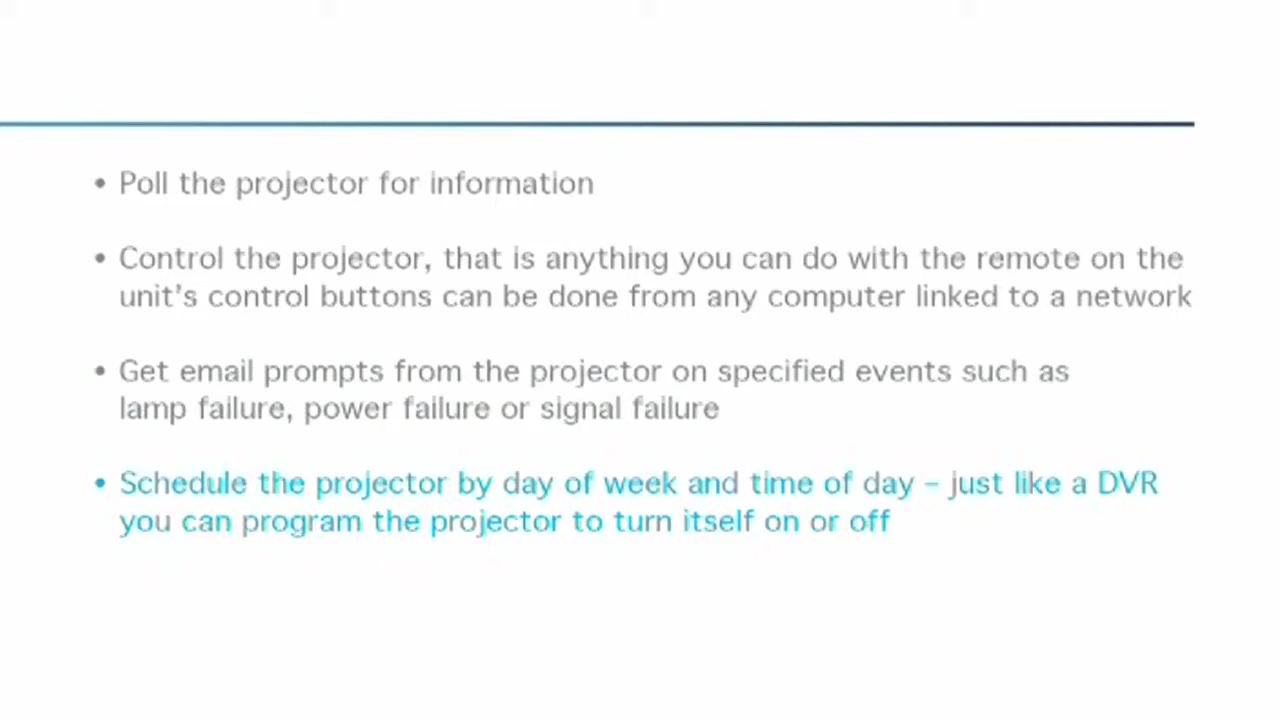 • Poll the projector for information
• Control the projector, that is anything you can do with the remote on the
unit's control buttons can be done from any computer linked to a network
• Get email prompts from the projector on specified events such as
lamp failure, power failure or signal failure
• Schedule the projector by day of week and time of day – just like a DVR
you can program the projector to turn itself on or off